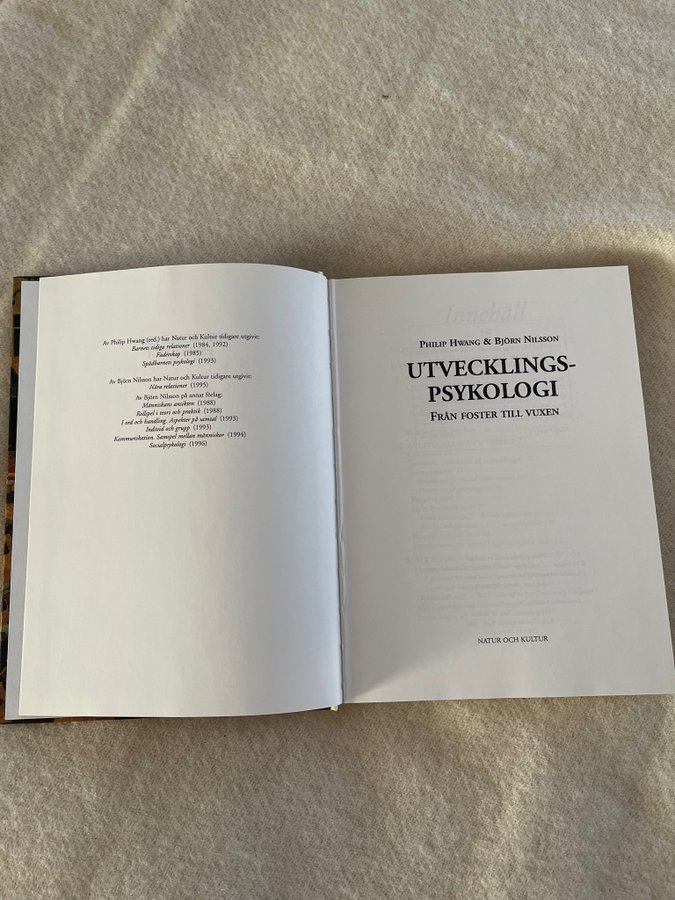 Av Philip Hwang (red.) har Natur och Kultur tidigare utgivit:
Barnets tidiga relationer (1984, 1992)
Faderskap (1985)
Spädbarnets psykologi (1993)
Av Björn Nilsson har Natur och Kultur tidigare utgivit:
Nära relationer (1995)
Av Björn Nilsson på annat förlag:
Människans ansikten (1988)
Rollspel i teori och praktik (1988)
I ord och handling. Aspekter på samtal (1993)
Individ och grupp (1993)
Kommunikation. Samspel mellan människor (1994)
Socialpsykologi (1996)
Innehåll
Philip Hwang & Björn Nilsson
UTVECKLINGS-
PSYKOLOGI
Från foster till vuxen
NATUR OCH KULTUR